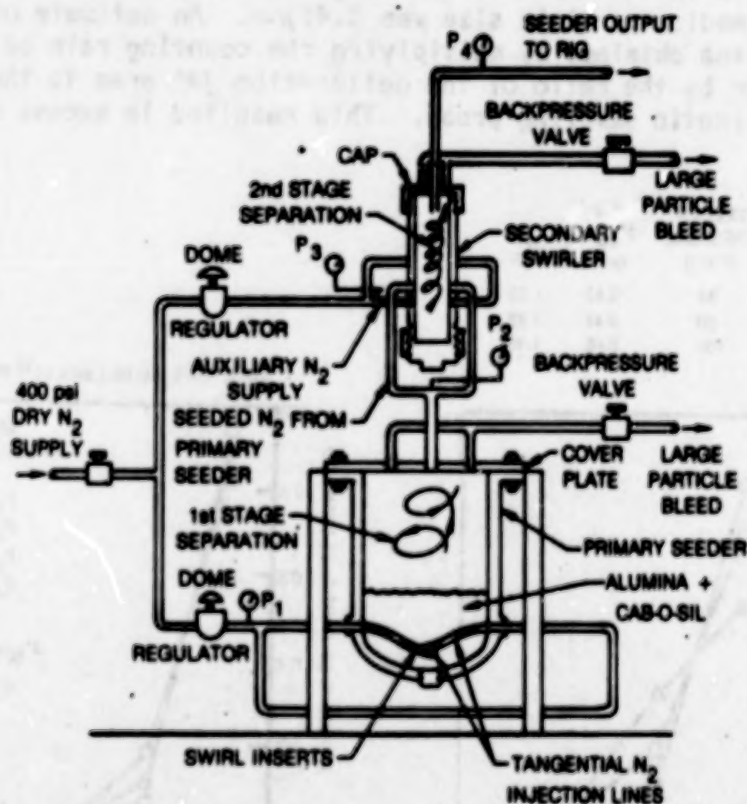 P4
SEEDER OUTPUT
TO RIG
BACKPRESSURE
VALVE
CAP
LARGE
PARTICLE
BLEED
2nd STAGE
SEPARATION
SECONDARY
SWIRLER
P3
DOME
REGULATOR
P2
AUXILIARY N2
SUPPLY
SEEDED N2 FROM
PRIMARY
SEEDER
BACKPRESSURE
VALVE
400 psi
DRY N2
SUPPLY
COVER
PLATE
LARGE
PARTICLE
BLEED
1st STAGE
SEPARATION
PRIMARY SEEDER
ALUMINA +
CAB-O-SIL
DOME
P1
REGULATOR
SWIRL INSERTS
TANGENTIAL N2
INJECTION LINES